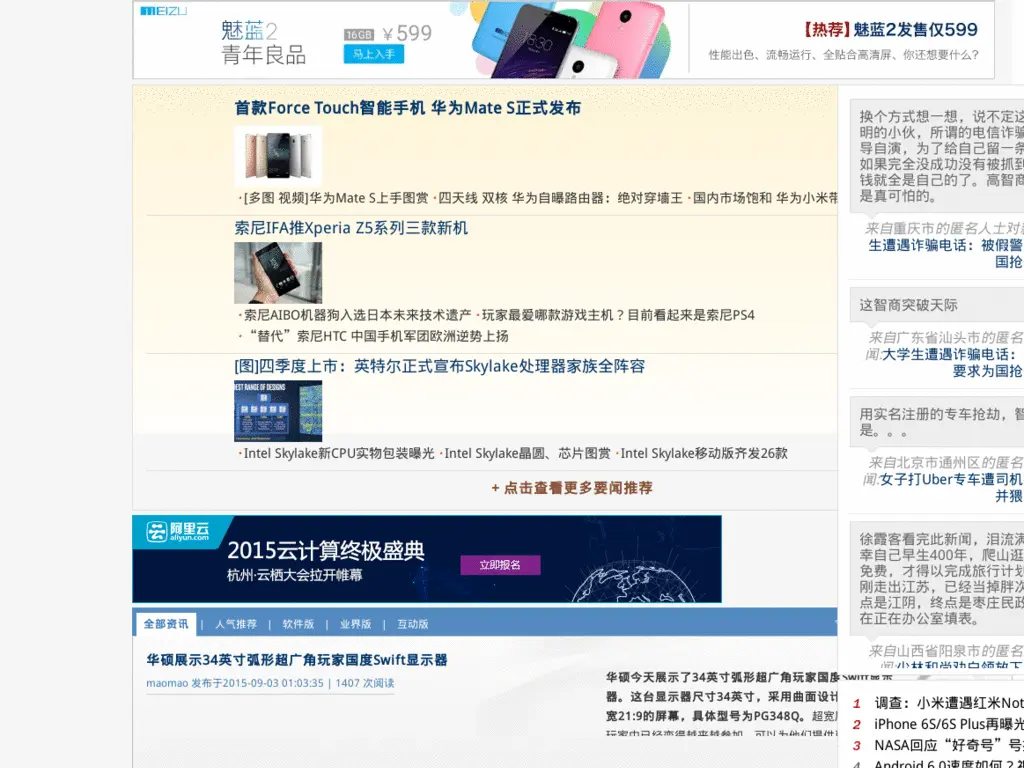 MEIZU
魅蓝2
青年良品
16GB ￥599
马上入手
【热荐】魅蓝2发售仅599
性能出色、流畅运行、全贴合高清屏、你还想要什么?
首款Force Touch智能手机 华为Mate S正式发布
·[多图 视频]华为Mate S上手图赏 ·四天线 双核 华为自曝路由器：绝对穿墙王 ·国内市场饱和 华为小米带
索尼IFA推Xperia Z5系列三款新机
·索尼AIBO机器狗入选日本未来技术遗产 ·玩家最爱哪款游戏主机？目前看起来是索尼PS4
·“替代”索尼HTC 中国手机军团欧洲逆势上扬
[图]四季度上市：英特尔正式宣布Skylake处理器家族全阵容
EST RANGE OF DESIGNS
·Intel Skylake新CPU实物包装曝光 ·Intel Skylake晶圆、芯片图赏 ·Intel Skylake移动版齐发26款
+ 点击查看更多要闻推荐
阿里云
aliyun.com
2015云计算终极盛典
杭州·云栖大会拉开帷幕
立即报名
全部资讯 | 人气推荐 | 软件版 | 业界版 | 互动版
华硕展示34英寸弧形超广角玩家国度Swift显示器
maomao 发布于2015-09-03 01:03:35 | 1407 次阅读
华硕今天展示了34英寸弧形超广角玩家国度Swift显示
器。这台显示器尺寸34英寸，采用曲面设计
宽21:9的屏幕，具体型号为PG348Q。超宽
玩家中已经变得越来越参加，可以为他们提供
换个方式想一想，说不定这
明的小伙，所谓的电信诈骗
导自演，为了给自己留一条
如果完全没成功没有被抓到
钱就全是自己的了。高智商
是真可怕的。
来自重庆市的匿名人士对新
生遭遇诈骗电话：被假警
国抢
这智商突破天际
来自广东省汕头市的匿名
闻:大学生遭遇诈骗电话：
要求为国抢
用实名注册的专车抢劫，智
是。。。
来自北京市通州区的匿名
闻:女子打Uber专车遭司机
并猥
徐霞客看完此新闻，泪流满
幸自己早生400年，爬山逛
免费，才得以完成旅行计划
刚走出江苏，已经当掉胖次
点是江阴，终点是枣庄民政
在正在办公室填表。
来自山西省阳泉市的匿名
闻:少林和尚劝白领放下
1 调查：小米遭遇红米Not
2 iPhone 6S/6S Plus再曝光
3 NASA回应“好奇号”号
4 Android 6.0速度如何？